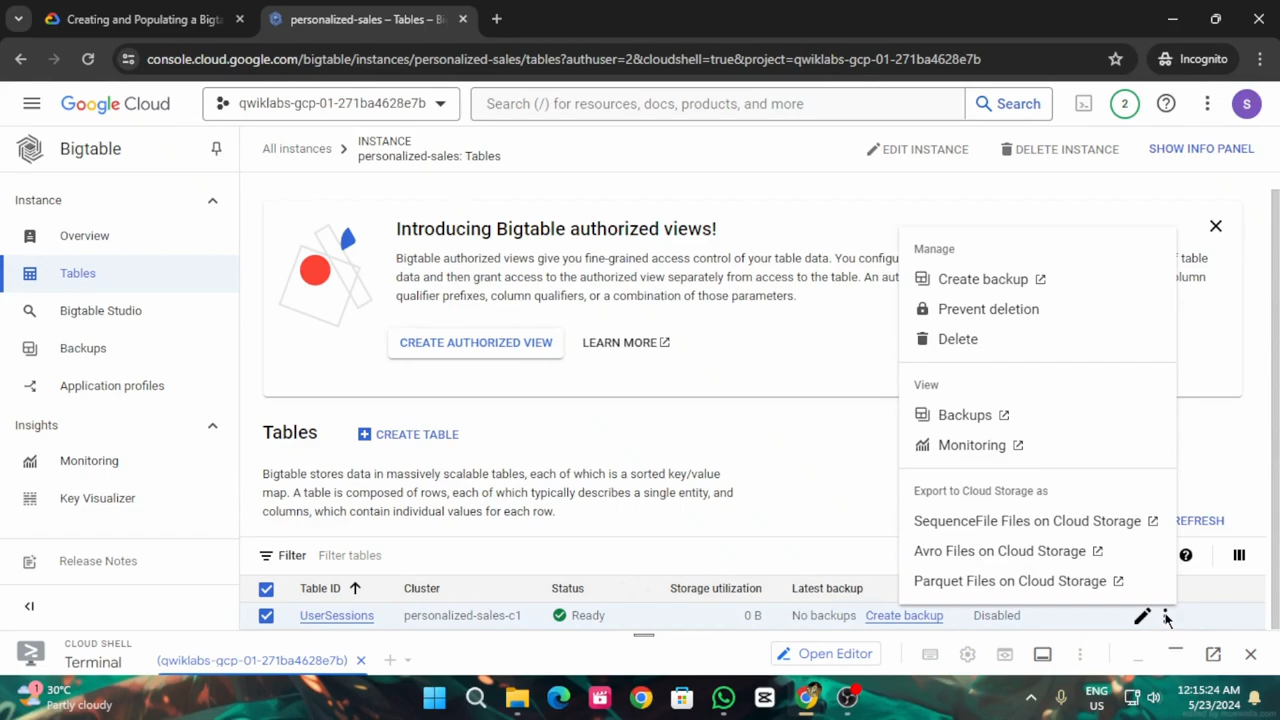 Creating and Populating a Bigta
personalized-sales – Tables – Bi
console.cloud.google.com/bigtable/instances/personalized-sales/tables?authuser=2&cloudshell=true&project=qwiklabs-gcp-01-271ba4628e7b
Incognito
Google Cloud
qwiklabs-gcp-01-271ba4628e7b
Search (/) for resources, docs, products, and more
Search
2
S
Bigtable
All instances
INSTANCE
personalized-sales: Tables
EDIT INSTANCE
DELETE INSTANCE
SHOW INFO PANEL
Instance
Overview
Tables
Bigtable Studio
Backups
Application profiles
Insights
Monitoring
Key Visualizer
Release Notes
Introducing Bigtable authorized views!
Bigtable authorized views give you fine-grained access control of your table data. You configu
of table
data and then grant access to the authorized view separately from access to the table. An au
column
qualifier prefixes, column qualifiers, or a combination of those parameters.
CREATE AUTHORIZED VIEW
LEARN MORE
Manage
Create backup
Prevent deletion
Delete
View
Backups
Monitoring
Export to Cloud Storage as
SequenceFile Files on Cloud Storage
Avro Files on Cloud Storage
Parquet Files on Cloud Storage
Tables
CREATE TABLE
Bigtable stores data in massively scalable tables, each of which is a sorted key/value
map. A table is composed of rows, each of which typically describes a single entity, and
columns, which contain individual values for each row.
REFRESH
Filter
Filter tables
Table ID
Cluster
Status
Storage utilization
Latest backup
UserSessions
personalized-sales-c1
Ready
0 B
No backups
Create backup
Disabled
CLOUD SHELL
Terminal
(qwiklabs-gcp-01-271ba4628e7b)
Open Editor
1
30°C
Partly cloudy
ENG
US
12:15:24 AM
5/23/2024